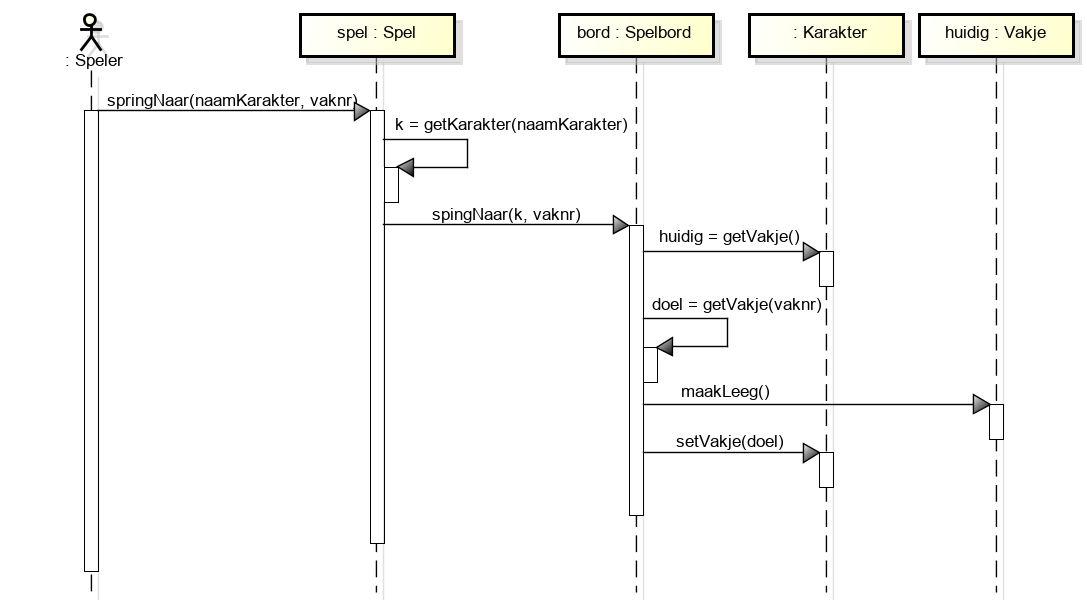 : Speler
spel : Spel
bord : Spelbord
: Karakter
huidig : Vakje
springNaar(naamKarakter, vaknr)
k = getKarakter(naamKarakter)
spingNaar(k, vaknr)
huidig = getVakje()
doel = getVakje(vaknr)
maakLeeg()
setVakje(doel)